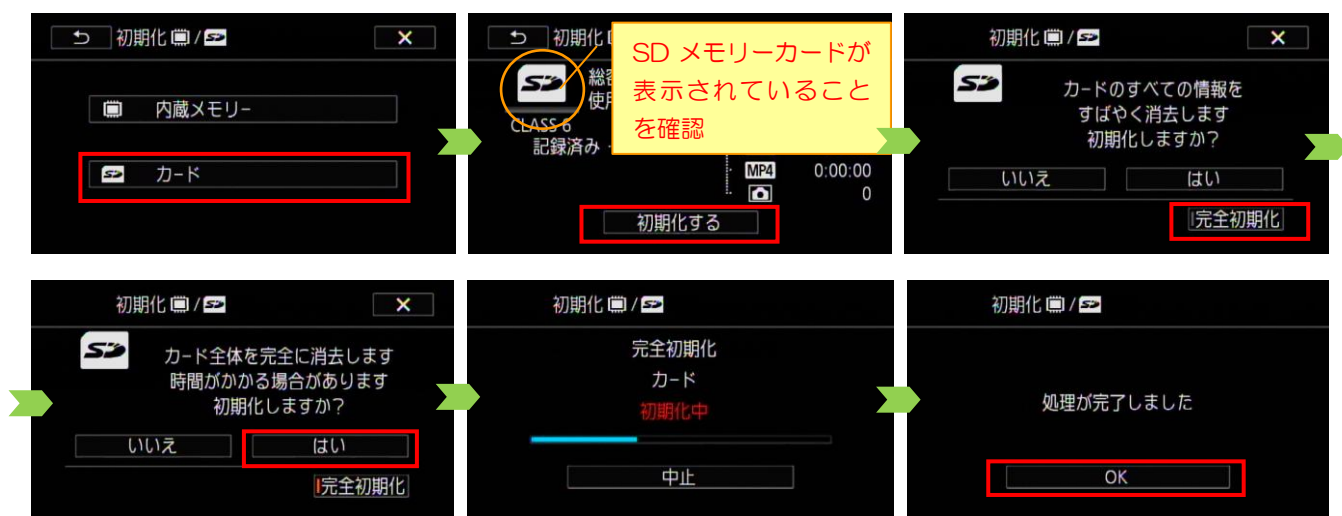 初期化 /
×
内蔵メモリー
カード
初期化
SD メモリーカードが
表示されていること
を確認
CLASS 6
記録済み
MP4 0:00:00
0
初期化する
初期化 /
×
カードのすべての情報を
すばやく消去します
初期化しますか?
いいえ はい
完全初期化
初期化 /
×
カード全体を完全に消去します
時間がかかる場合があります
初期化しますか?
いいえ はい
完全初期化
初期化 /
完全初期化
カード
初期化中
中止
初期化 /
処理が完了しました
OK